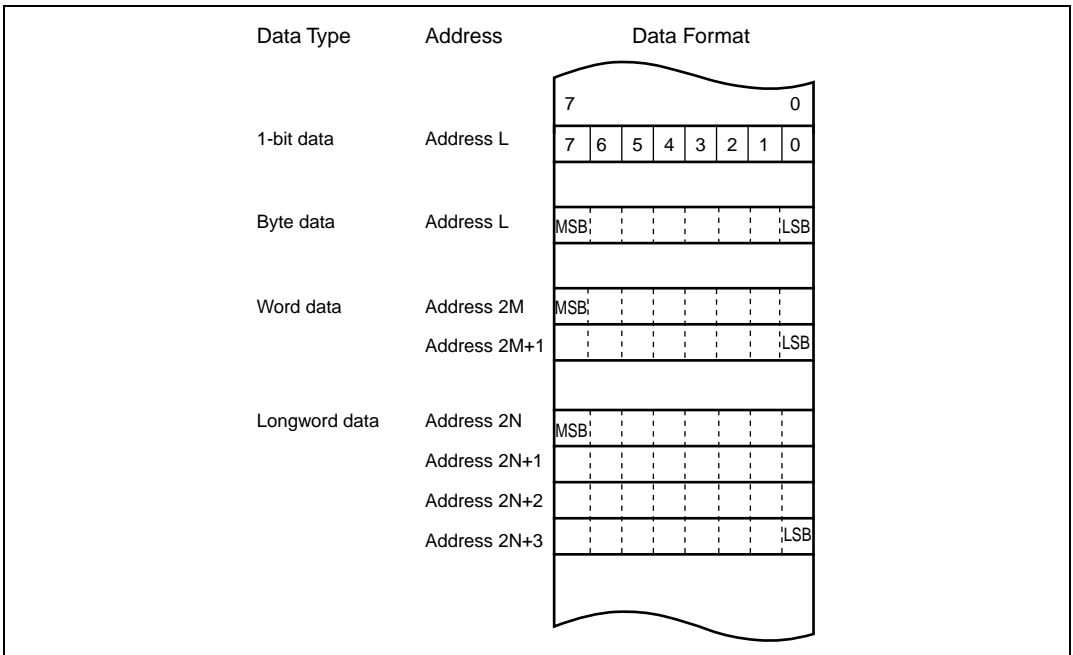 Data Type Address Data Format
7 0
1-bit data Address L 7 6 5 4 3 2 1 0
Byte data Address L MSB LSB
Word data Address 2M MSB
Address 2M+1 LSB
Longword data Address 2N MSB
Address 2N+1
Address 2N+2
Address 2N+3 LSB